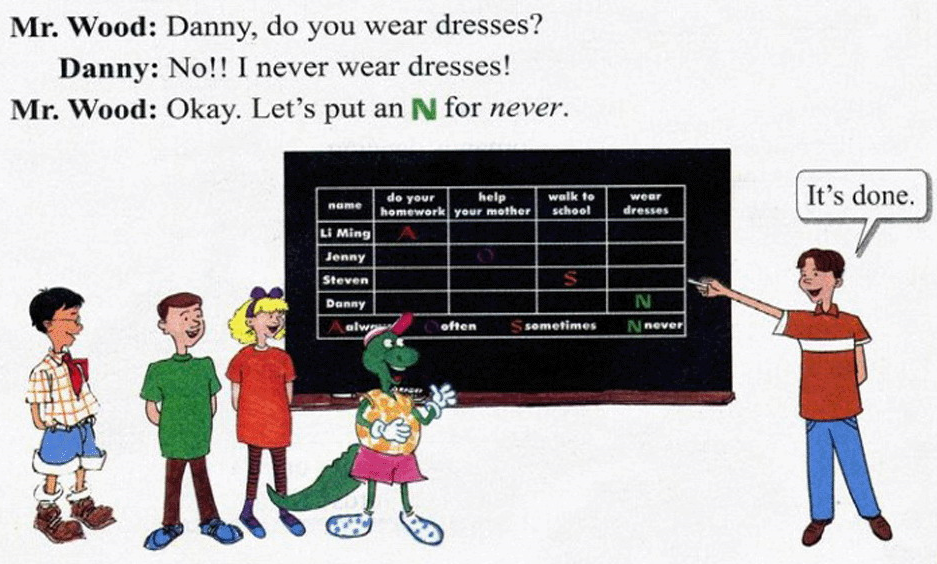 Mr. Wood: Danny, do you wear dresses?
Danny: No!! I never wear dresses!
Mr. Wood: Okay. Let's put an N for never.
It's done.
name do your homework help your mother walk to school wear dresses
Li Ming A
Jenny O
Steven S
Danny N
A alway O often S sometimes N never